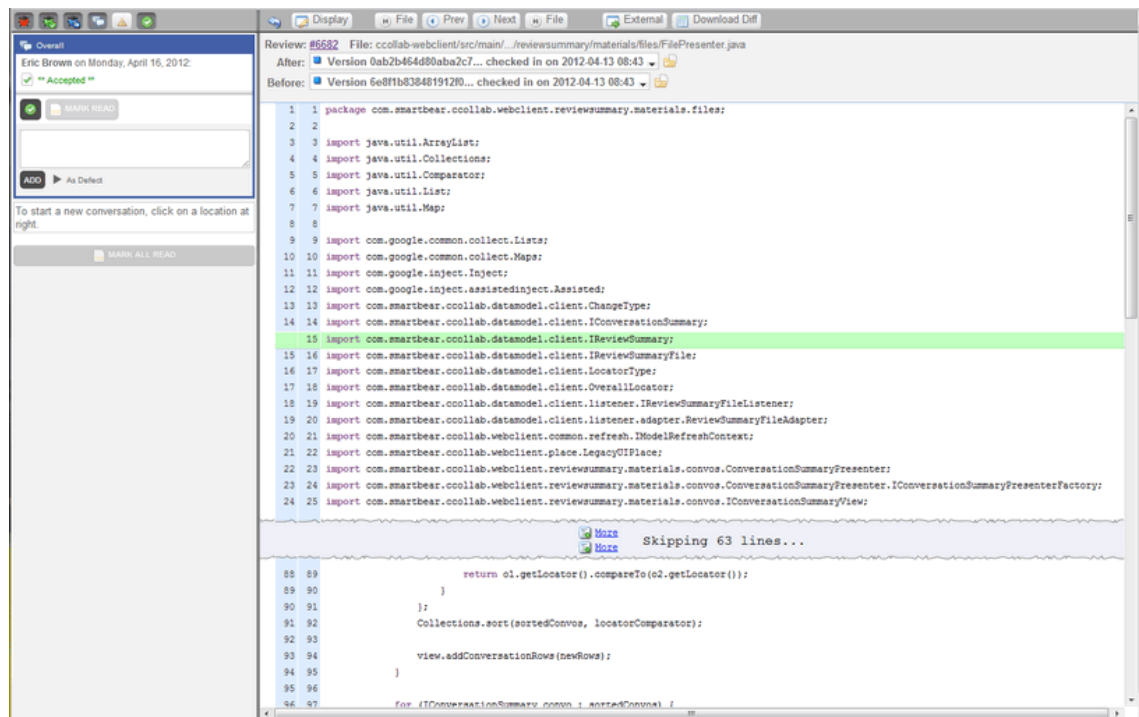 Overall
Eric Brown on Monday, April 16, 2012:
** Accepted **
MARK READ
ADD As Defect
To start a new conversation, click on a location at
right.
MARK ALL READ
Display File Prev Next File External Download Diff
Review: #6682 File: ccollab-webclient/src/main/.../reviewsummary/materials/files/FilePresenter.java
After: Version 0ab2b464d80aba2c7... checked in on 2012-04-13 08:43
Before: Version 6e8f1b838481912f0... checked in on 2012-04-13 08:43
1 1 package com.smartbear.ccollab.webclient.reviewsummary.materials.files;
2 2
3 3 import java.util.ArrayList;
4 4 import java.util.Collections;
5 5 import java.util.Comparator;
6 6 import java.util.List;
7 7 import java.util.Map;
8 8
9 9 import com.google.common.collect.Lists;
10 10 import com.google.common.collect.Maps;
11 11 import com.google.inject.Inject;
12 12 import com.google.inject.assistedinject.Assisted;
13 13 import com.smartbear.ccollab.datamodel.client.ChangeType;
14 14 import com.smartbear.ccollab.datamodel.client.IConversationSummary;
15 import com.smartbear.ccollab.datamodel.client.IReviewSummary;
15 16 import com.smartbear.ccollab.datamodel.client.IReviewSummaryFile;
16 17 import com.smartbear.ccollab.datamodel.client.LocatorType;
17 18 import com.smartbear.ccollab.datamodel.client.OverallLocator;
18 19 import com.smartbear.ccollab.datamodel.client.listener.IReviewSummaryFileListener;
19 20 import com.smartbear.ccollab.datamodel.client.listener.adapter.ReviewSummaryFileAdapter;
20 21 import com.smartbear.ccollab.webclient.common.refresh.IModelRefreshContext;
21 22 import com.smartbear.ccollab.webclient.place.LegacyUIPlace;
22 23 import com.smartbear.ccollab.webclient.reviewsummary.materials.convos.ConversationSummaryPresenter;
23 24 import com.smartbear.ccollab.webclient.reviewsummary.materials.convos.ConversationSummaryPresenter.IConversationSummaryPresenterFactory;
24 25 import com.smartbear.ccollab.webclient.reviewsummary.materials.convos.IConversationSummaryView;
More
More
Skipping 63 lines...
88 89 return o1.getLocator().compareTo(o2.getLocator());
89 90 }
90 91 };
91 92 Collections.sort(sortedConvos, locatorComparator);
92 93
93 94 view.addConversationRows(newRows);
94 95 }
95 96
96 97 for (IConversationSummary convo : sortedConvos) {